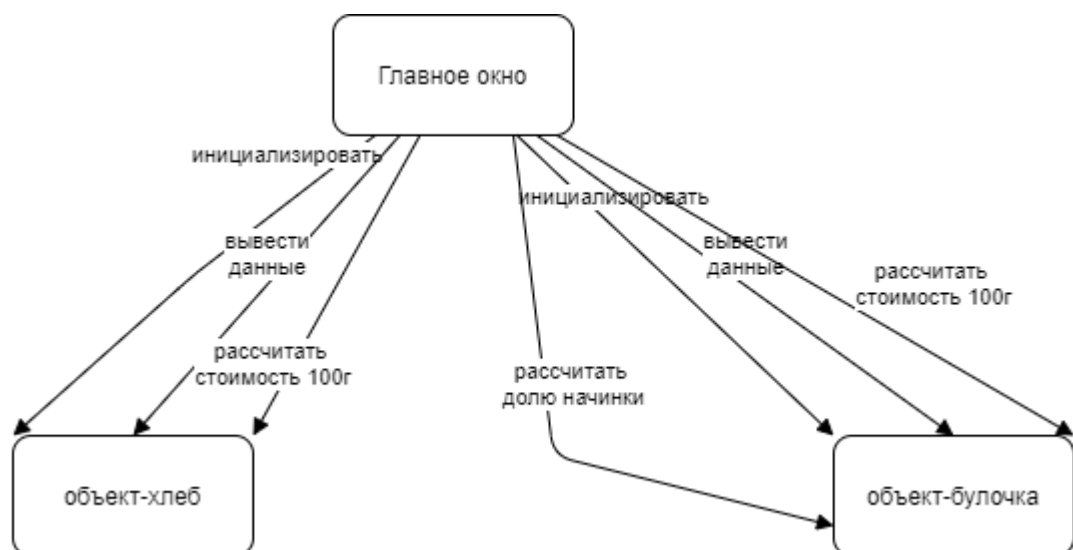 Главное окно
инициализировать
инициализировать
вывести
данные
вывести
данные
рассчитать
стоимость 100г
рассчитать
стоимость 100г
рассчитать
долю начинки
объект-хлеб
объект-булочка